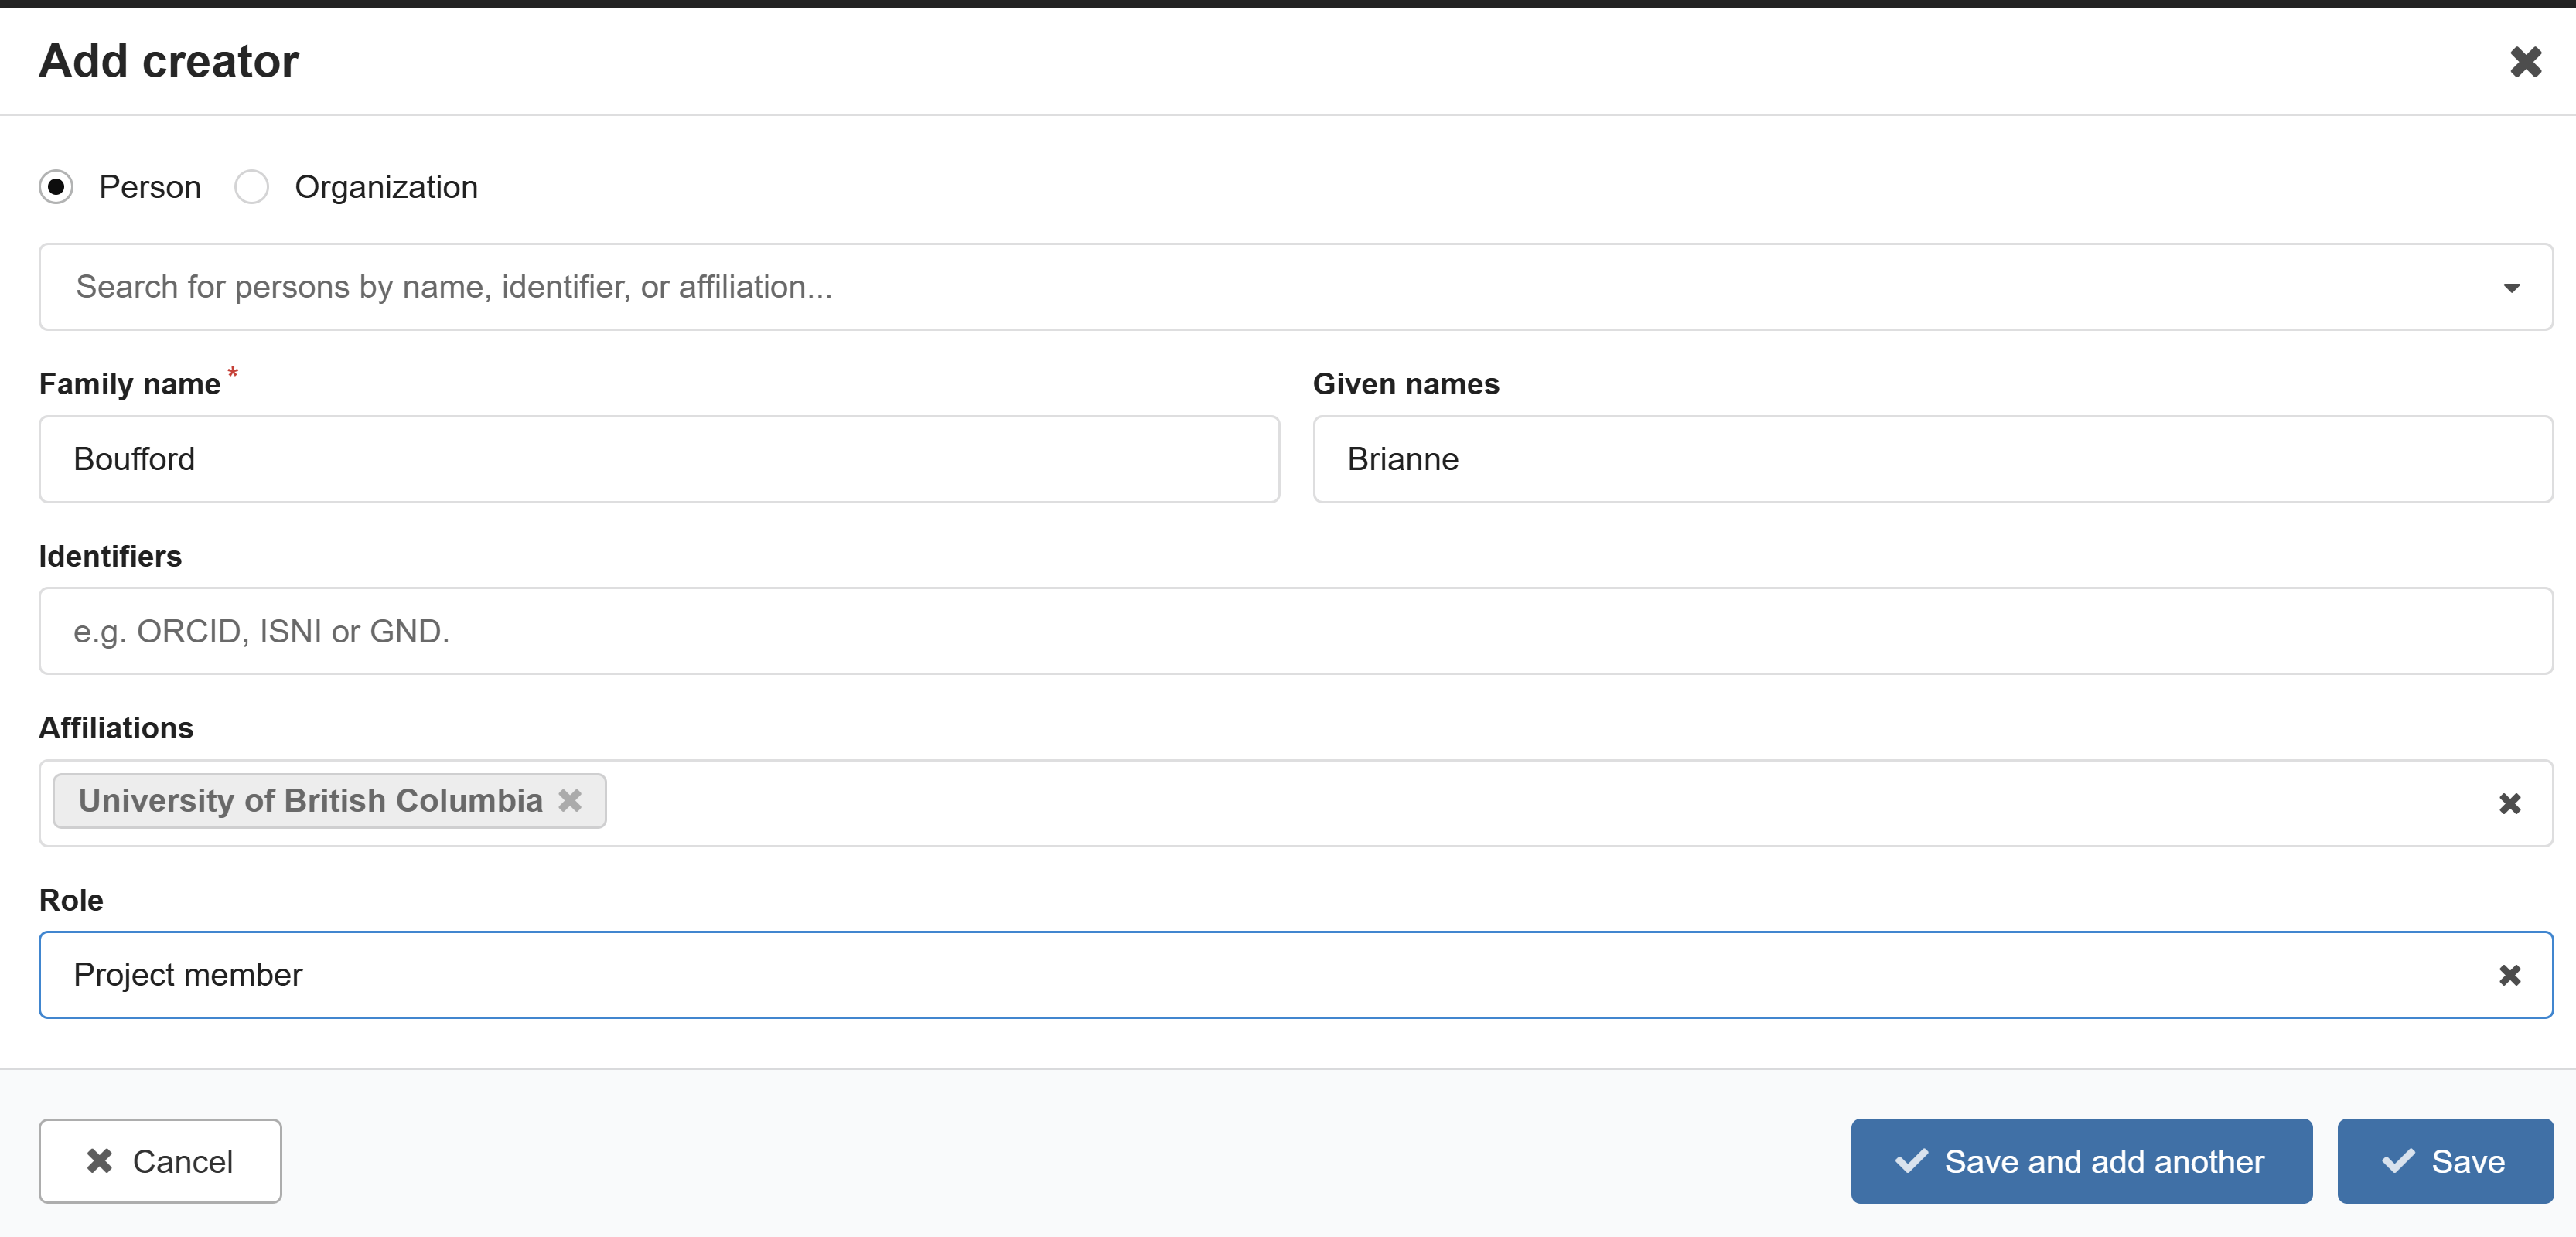 Add creator
Person Organization
Search for persons by name, identifier, or affiliation...
Family name * Given names
Boufford Brianne
Identifiers
e.g. ORCID, ISNI or GND.
Affiliations
University of British Columbia
Role
Project member
Cancel Save and add another Save